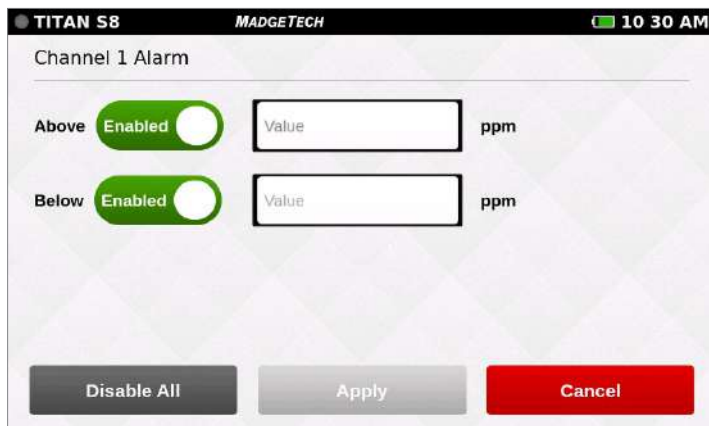 TITAN S8 MADGETECH 10 30 AM
Channel 1 Alarm
Above Enabled Value ppm
Below Enabled Value ppm
Disable All Apply Cancel